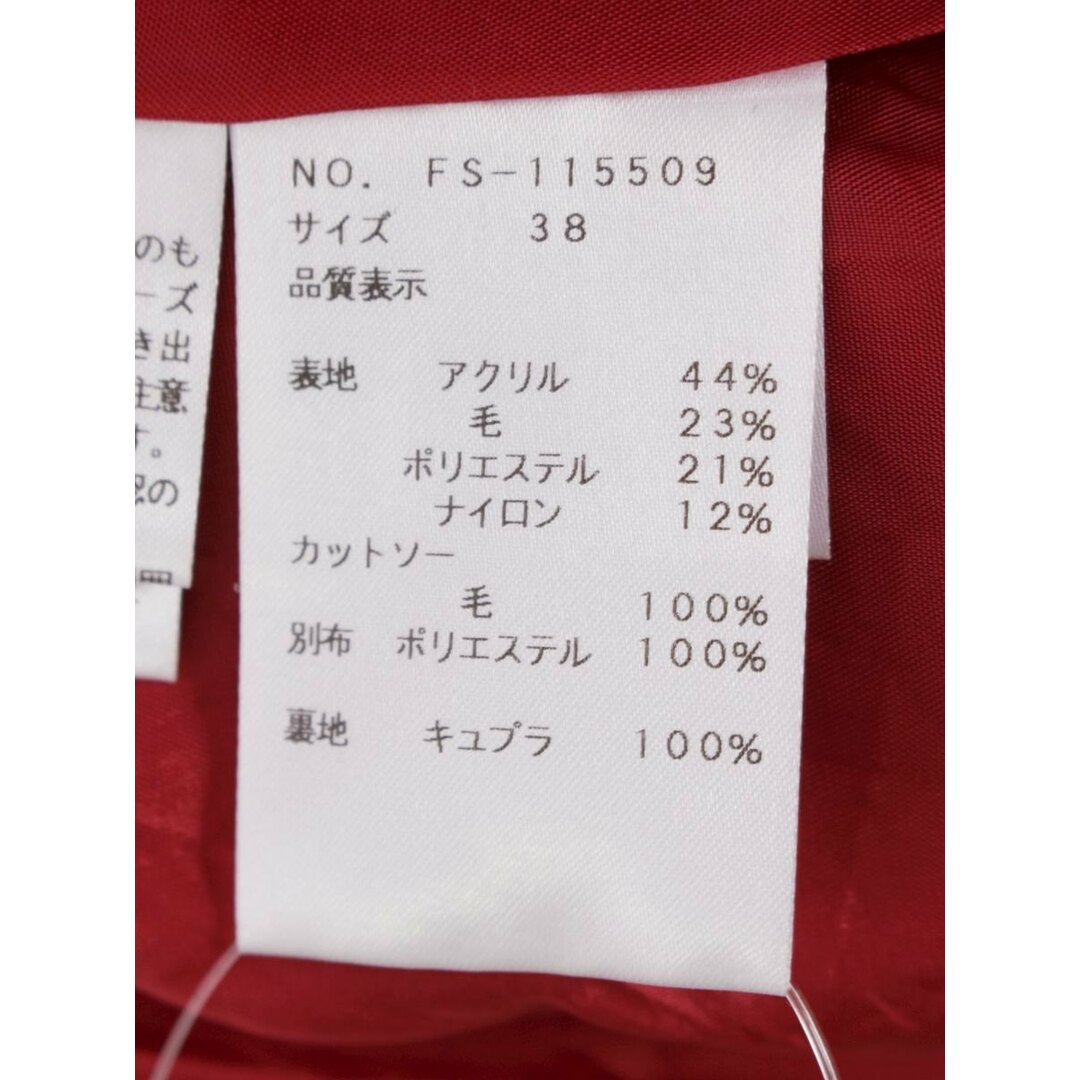 NO. FS-115509
サイズ 38
品質表示
表地 アクリル 44%
毛 23%
ポリエステル 21%
ナイロン 12%
カットソー
毛 100%
別布 ポリエステル 100%
裏地 キュプラ 100%
のも
ーズ
き出
注意
す。
の